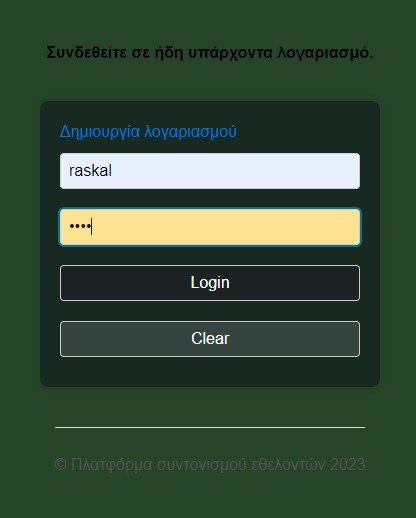 Συνδεθείτε σε ήδη υπάρχοντα λογαριασμό.
Δημιουργία λογαριασμού
raskal
••••
Login
Clear
© Πλατφόρμα συντονισμού εθελοντών 2023